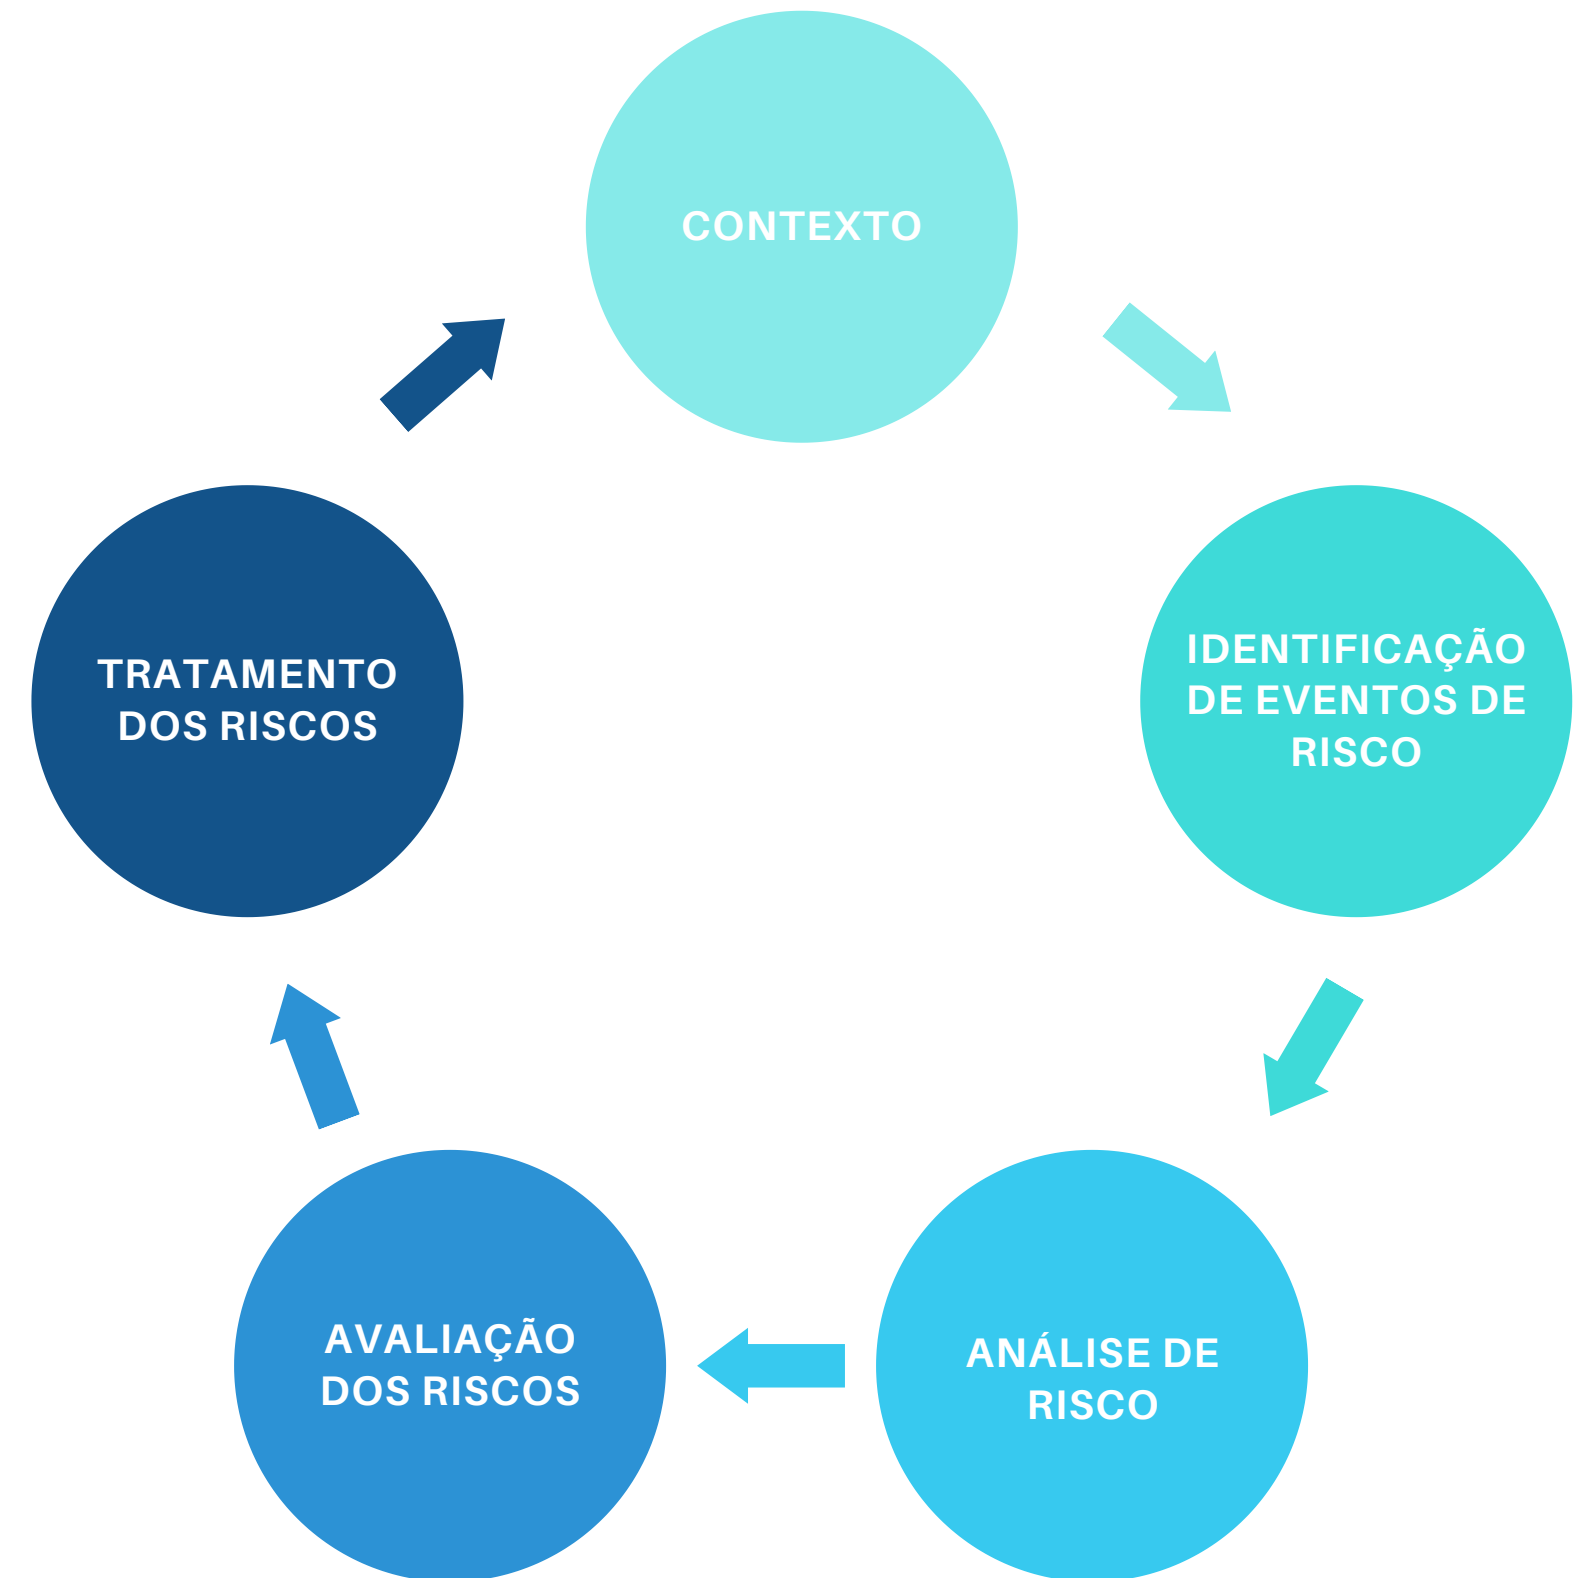 CONTEXTO
IDENTIFICAÇÃO
DE EVENTOS DE
RISCO
ANÁLISE DE
RISCO
AVALIAÇÃO
DOS RISCOS
TRATAMENTO
DOS RISCOS